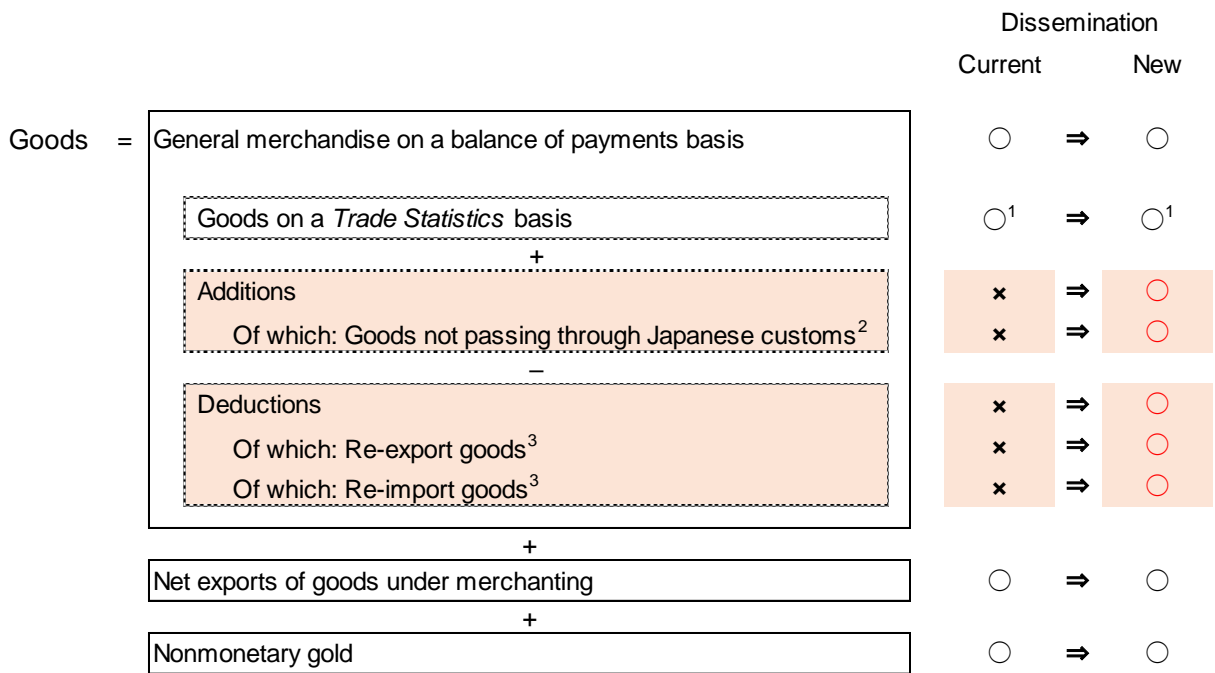 Dissemination
Current New
Goods = General merchandise on a balance of payments basis ○ ⇒ ○
Goods on a Trade Statistics basis ○1 ⇒ ○1
+
Additions × ⇒ ○
Of which: Goods not passing through Japanese customs2 × ⇒ ○
–
Deductions × ⇒ ○
Of which: Re-export goods3 × ⇒ ○
Of which: Re-import goods3 × ⇒ ○
+
Net exports of goods under merchanting ○ ⇒ ○
+
Nonmonetary gold ○ ⇒ ○